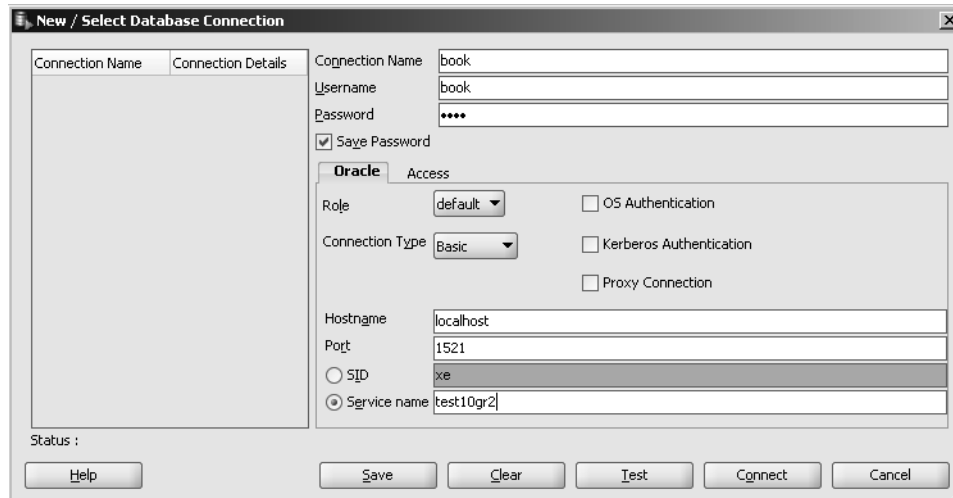 New / Select Database Connection
Connection Name Connection Details
Connection Name book
Username book
Password ••••
Save Password
Oracle Access
Role default OS Authentication
Connection Type Basic Kerberos Authentication
Proxy Connection
Hostname localhost
Port 1521
SID xe
Service name test10gr2
Status :
Help Save Clear Test Connect Cancel